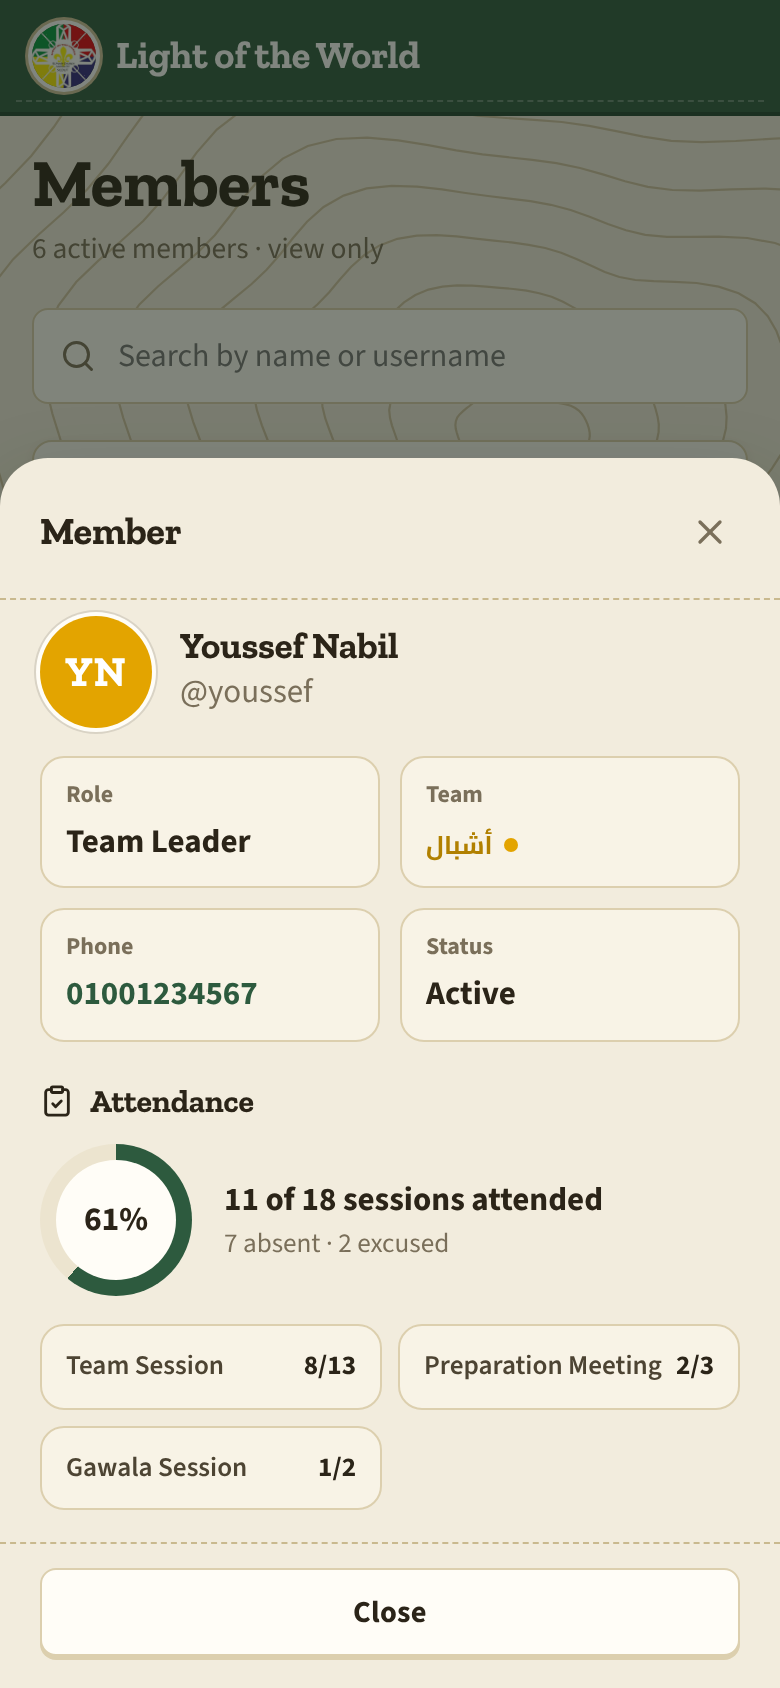 Light of the World
Members
6 active members · view only
Search by name or username
Member
YN
Youssef Nabil
@youssef
Role
Team Leader
Team
أشبال
Phone
01001234567
Status
Active
Attendance
61%
11 of 18 sessions attended
7 absent · 2 excused
Team Session 8/13
Preparation Meeting 2/3
Gawala Session 1/2
Close